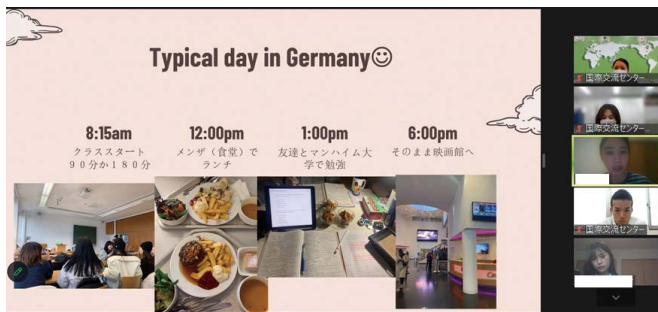 Typical day in Germany☺
8:15am
クラススタート
90分か180分
12:00pm
メンザ（食堂）で
ランチ
1:00pm
友達とマンハイム大
学で勉強
6:00pm
そのまま映画館へ
国際交流センター...
国際交流センター...
国際交流センター...